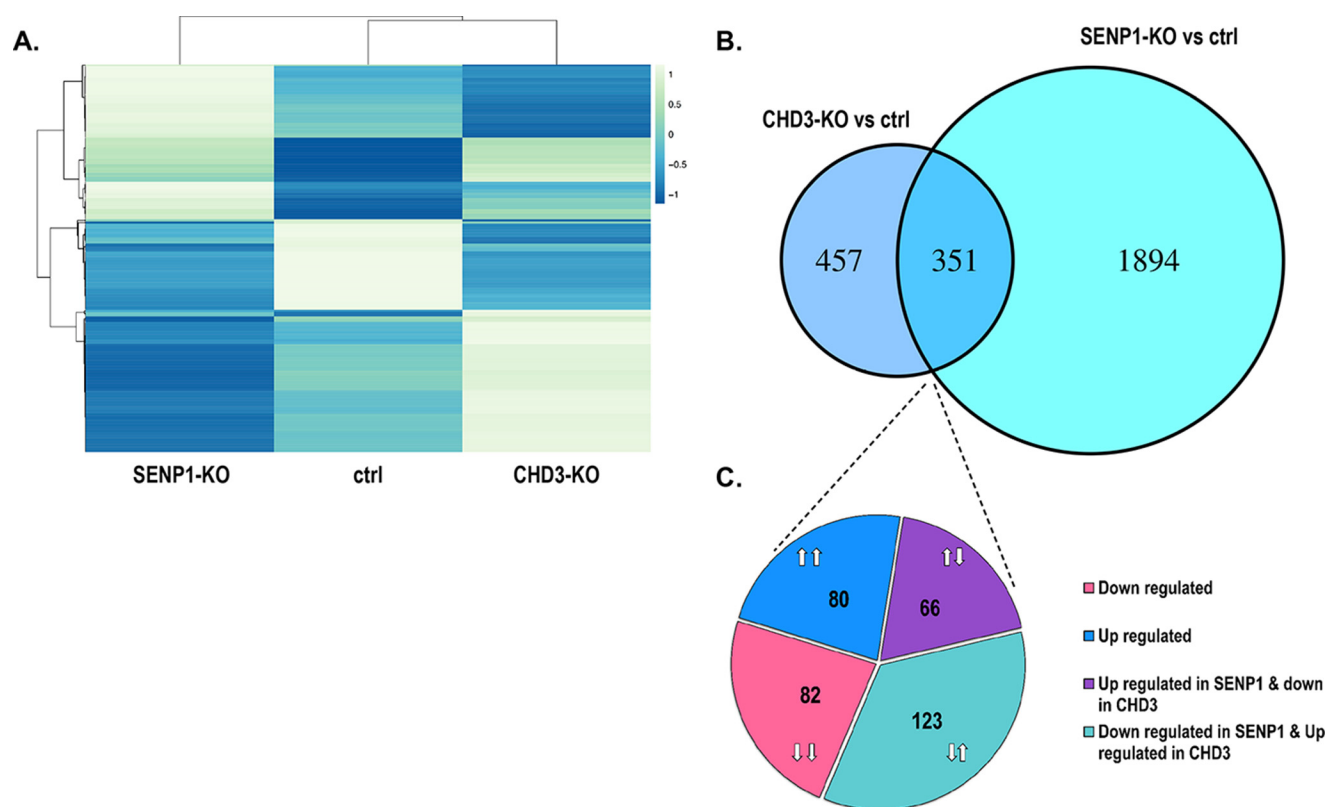 A.
1
0.5
0
−0.5
−1
SENP1-KO
ctrl
CHD3-KO
B.
SENP1-KO vs ctrl
CHD3-KO vs ctrl
457
351
1894
C.
⇧⇩
⇧⇧
80
66
82
123
⇩⇩
⇩⇧
Down regulated
Up regulated
Up regulated in SENP1 & down
in CHD3
Down regulated in SENP1 & Up
regulated in CHD3